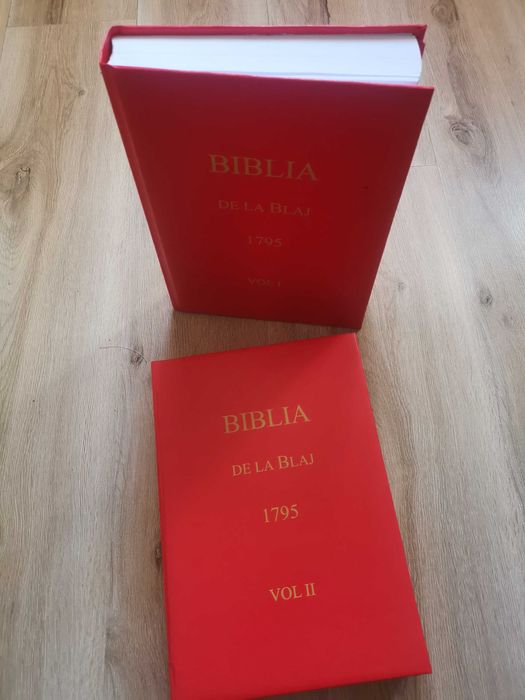 BIBLIA
DE LA BLAJ
1795
VOL I
BIBLIA
DE LA BLAJ
1795
VOL II